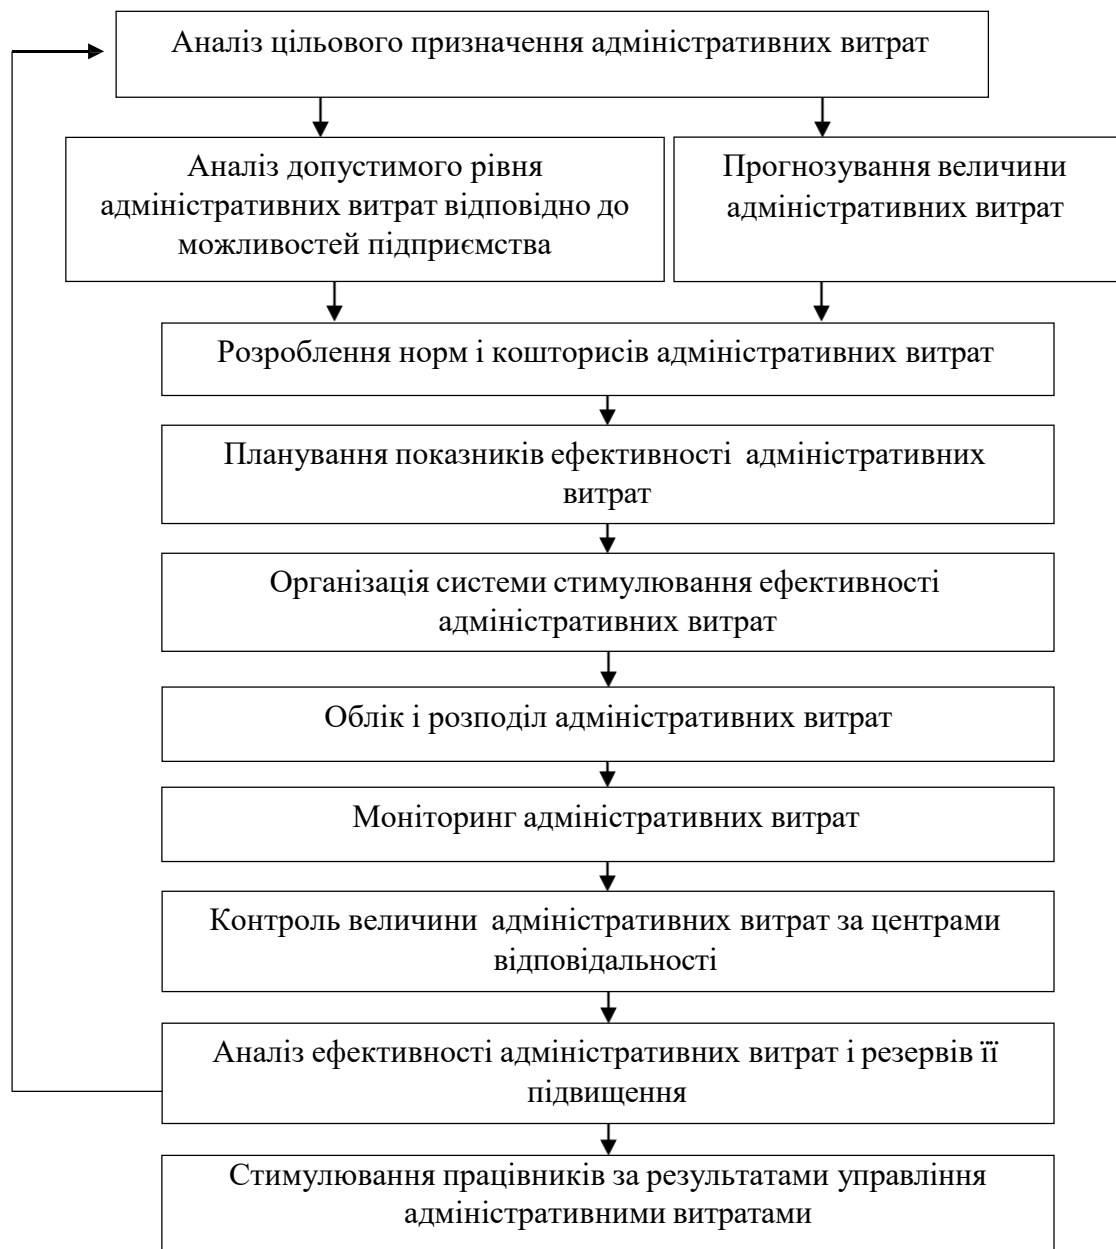 Аналіз цільового призначення адміністративних витрат
Аналіз допустимого рівня
адміністративних витрат відповідно до
можливостей підприємства
Прогнозування величини
адміністративних витрат
Розроблення норм і кошторисів адміністративних витрат
Планування показників ефективності адміністративних
витрат
Організація системи стимулювання ефективності
адміністративних витрат
Облік і розподіл адміністративних витрат
Моніторинг адміністративних витрат
Контроль величини адміністративних витрат за центрами
відповідальності
Аналіз ефективності адміністративних витрат і резервів її
підвищення
Стимулювання працівників за результатами управління
адміністративними витратами